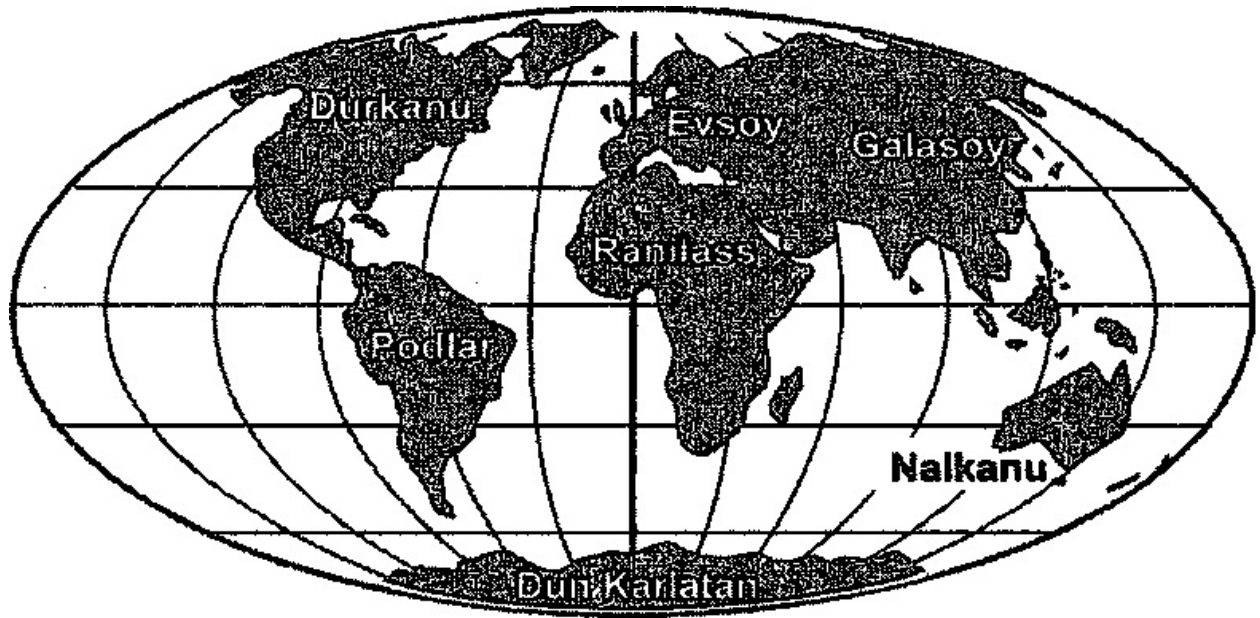 Durkanu
Evsoy
Galasoy
Ranilass
Podlar
Nalkanu
Dun Karlatan